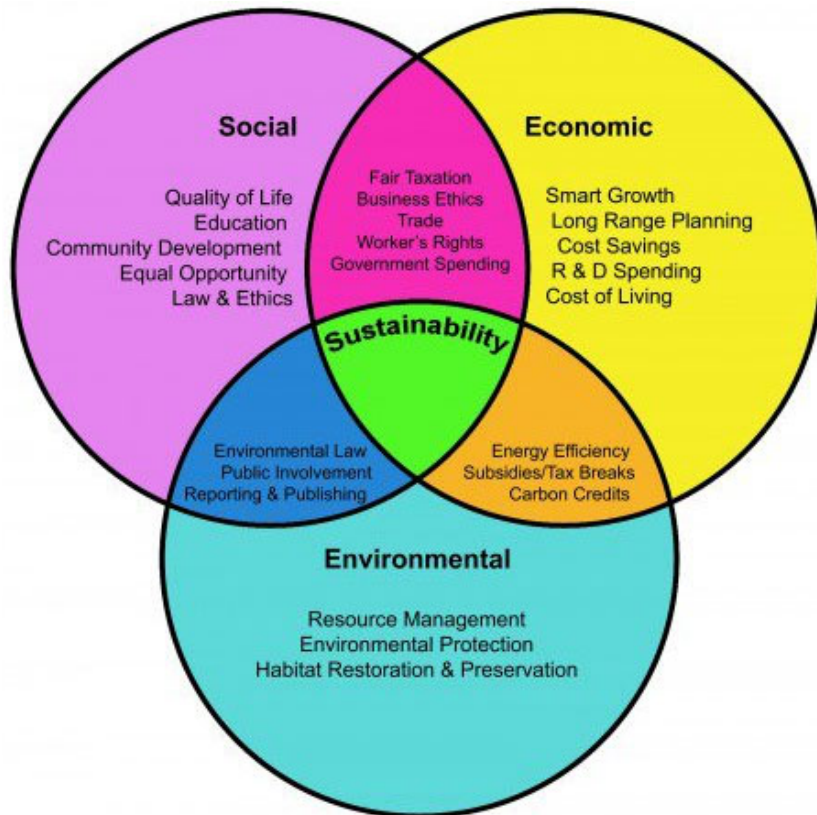 Social
Quality of Life
Education
Community Development
Equal Opportunity
Law & Ethics
Fair Taxation
Business Ethics
Trade
Worker's Rights
Government Spending
Economic
Smart Growth
Long Range Planning
Cost Savings
R & D Spending
Cost of Living
Sustainability
Environmental Law
Public Involvement
Reporting & Publishing
Energy Efficiency
Subsidies/Tax Breaks
Carbon Credits
Environmental
Resource Management
Environmental Protection
Habitat Restoration & Preservation